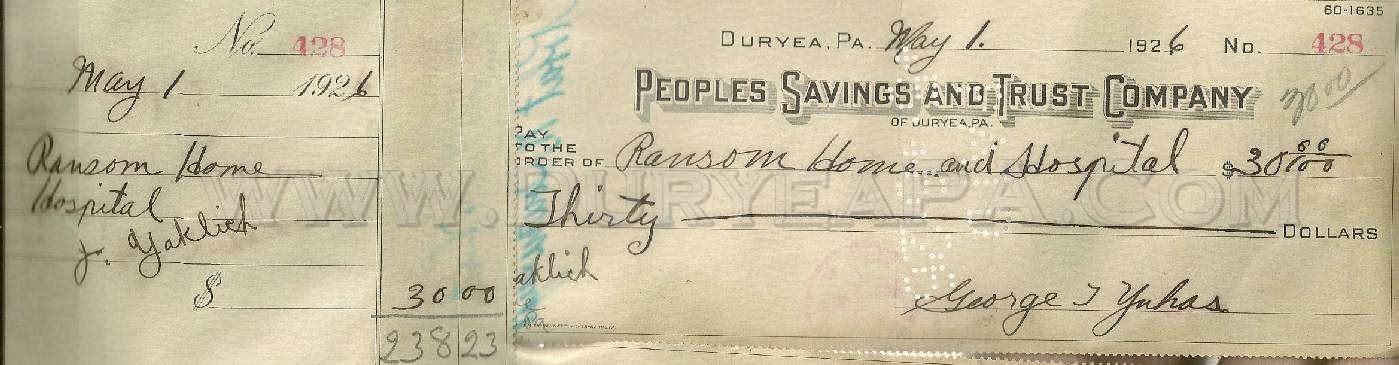 No. 428
May 1 1926
Ransom Home
Hospital
J. Yaklich
$
30 00
238 23
60-1635
DURYEA, PA. May 1. 1926 No. 428
PEOPLES SAVINGS AND TRUST COMPANY
30 00
OF DURYEA, PA.
PAY
TO THE
ORDER OF Ransom Home and Hospital $30 00/00
WWW.DURYEAPA.COM
Thirty DOLLARS
aklich
George J Yuhas